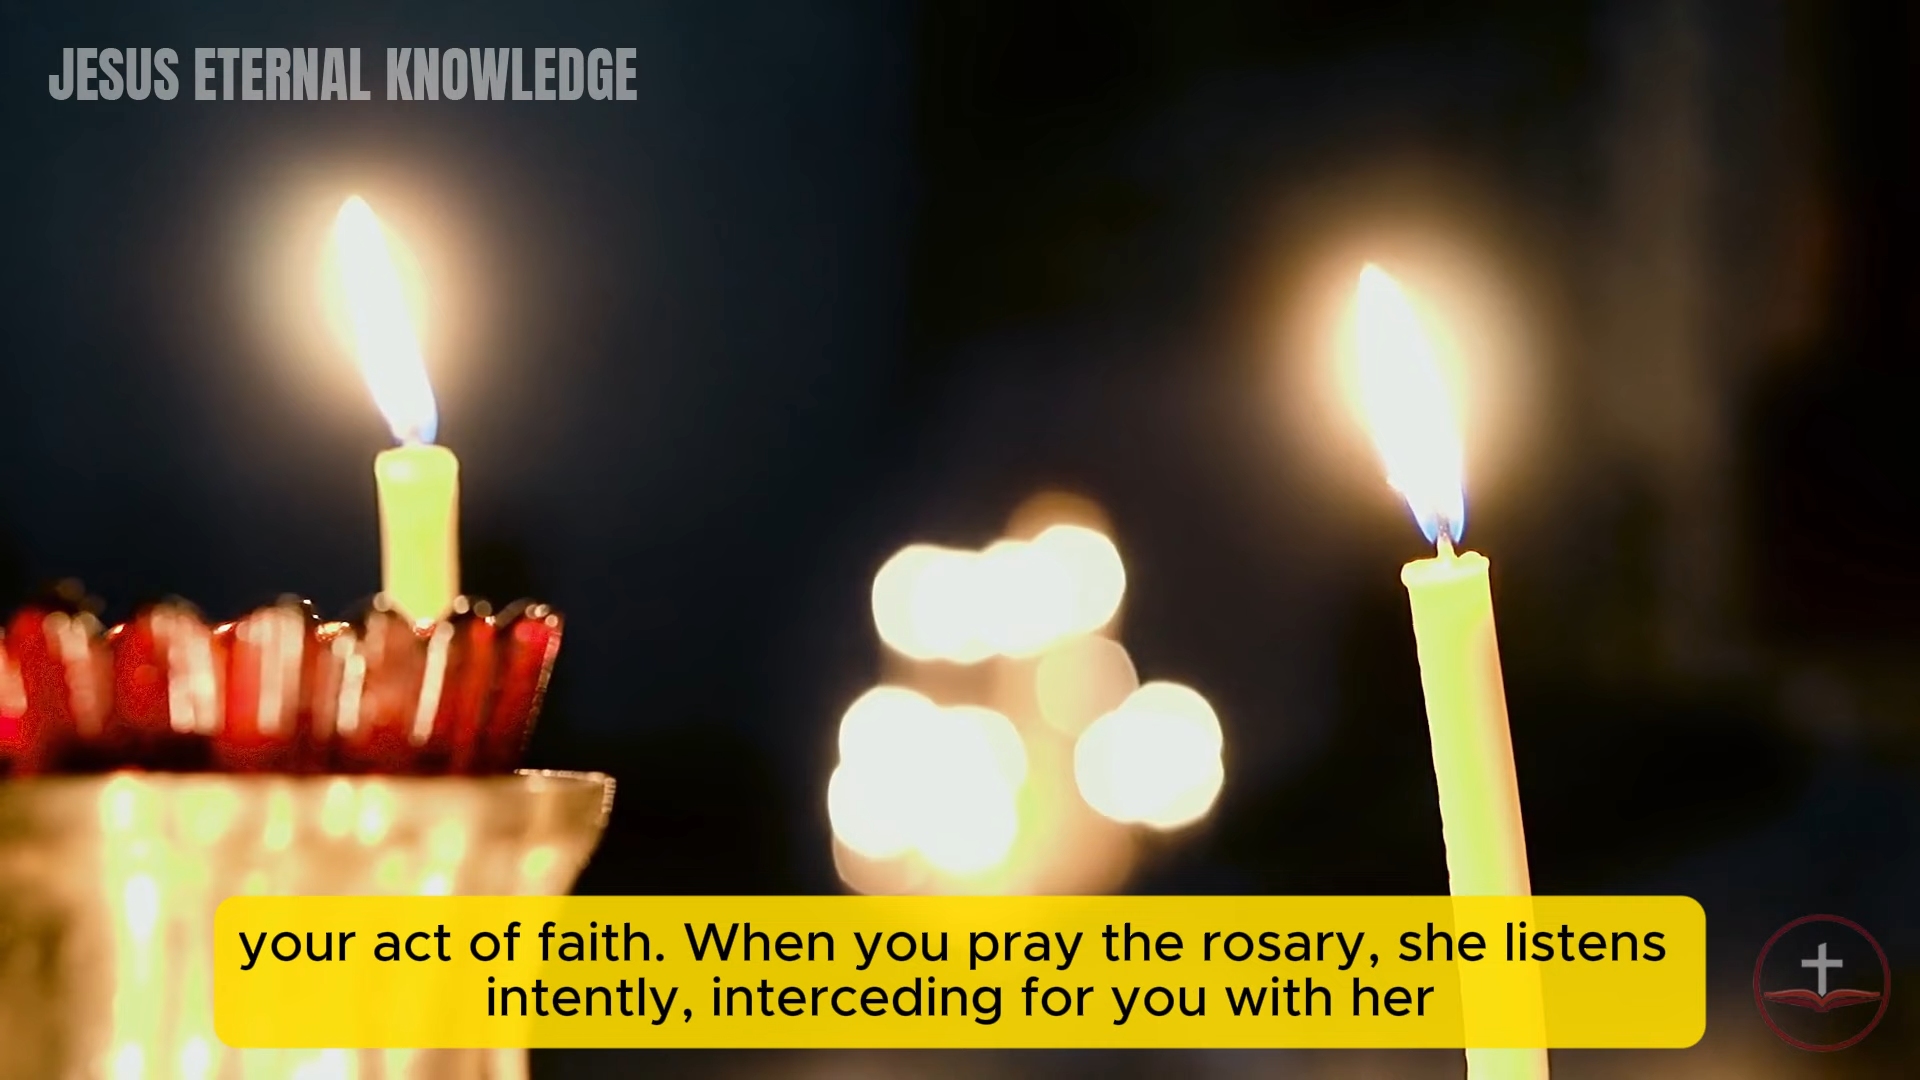 JESUS ETERNAL KNOWLEDGE
your act of faith. When you pray the rosary, she listens
intently, interceding for you with her